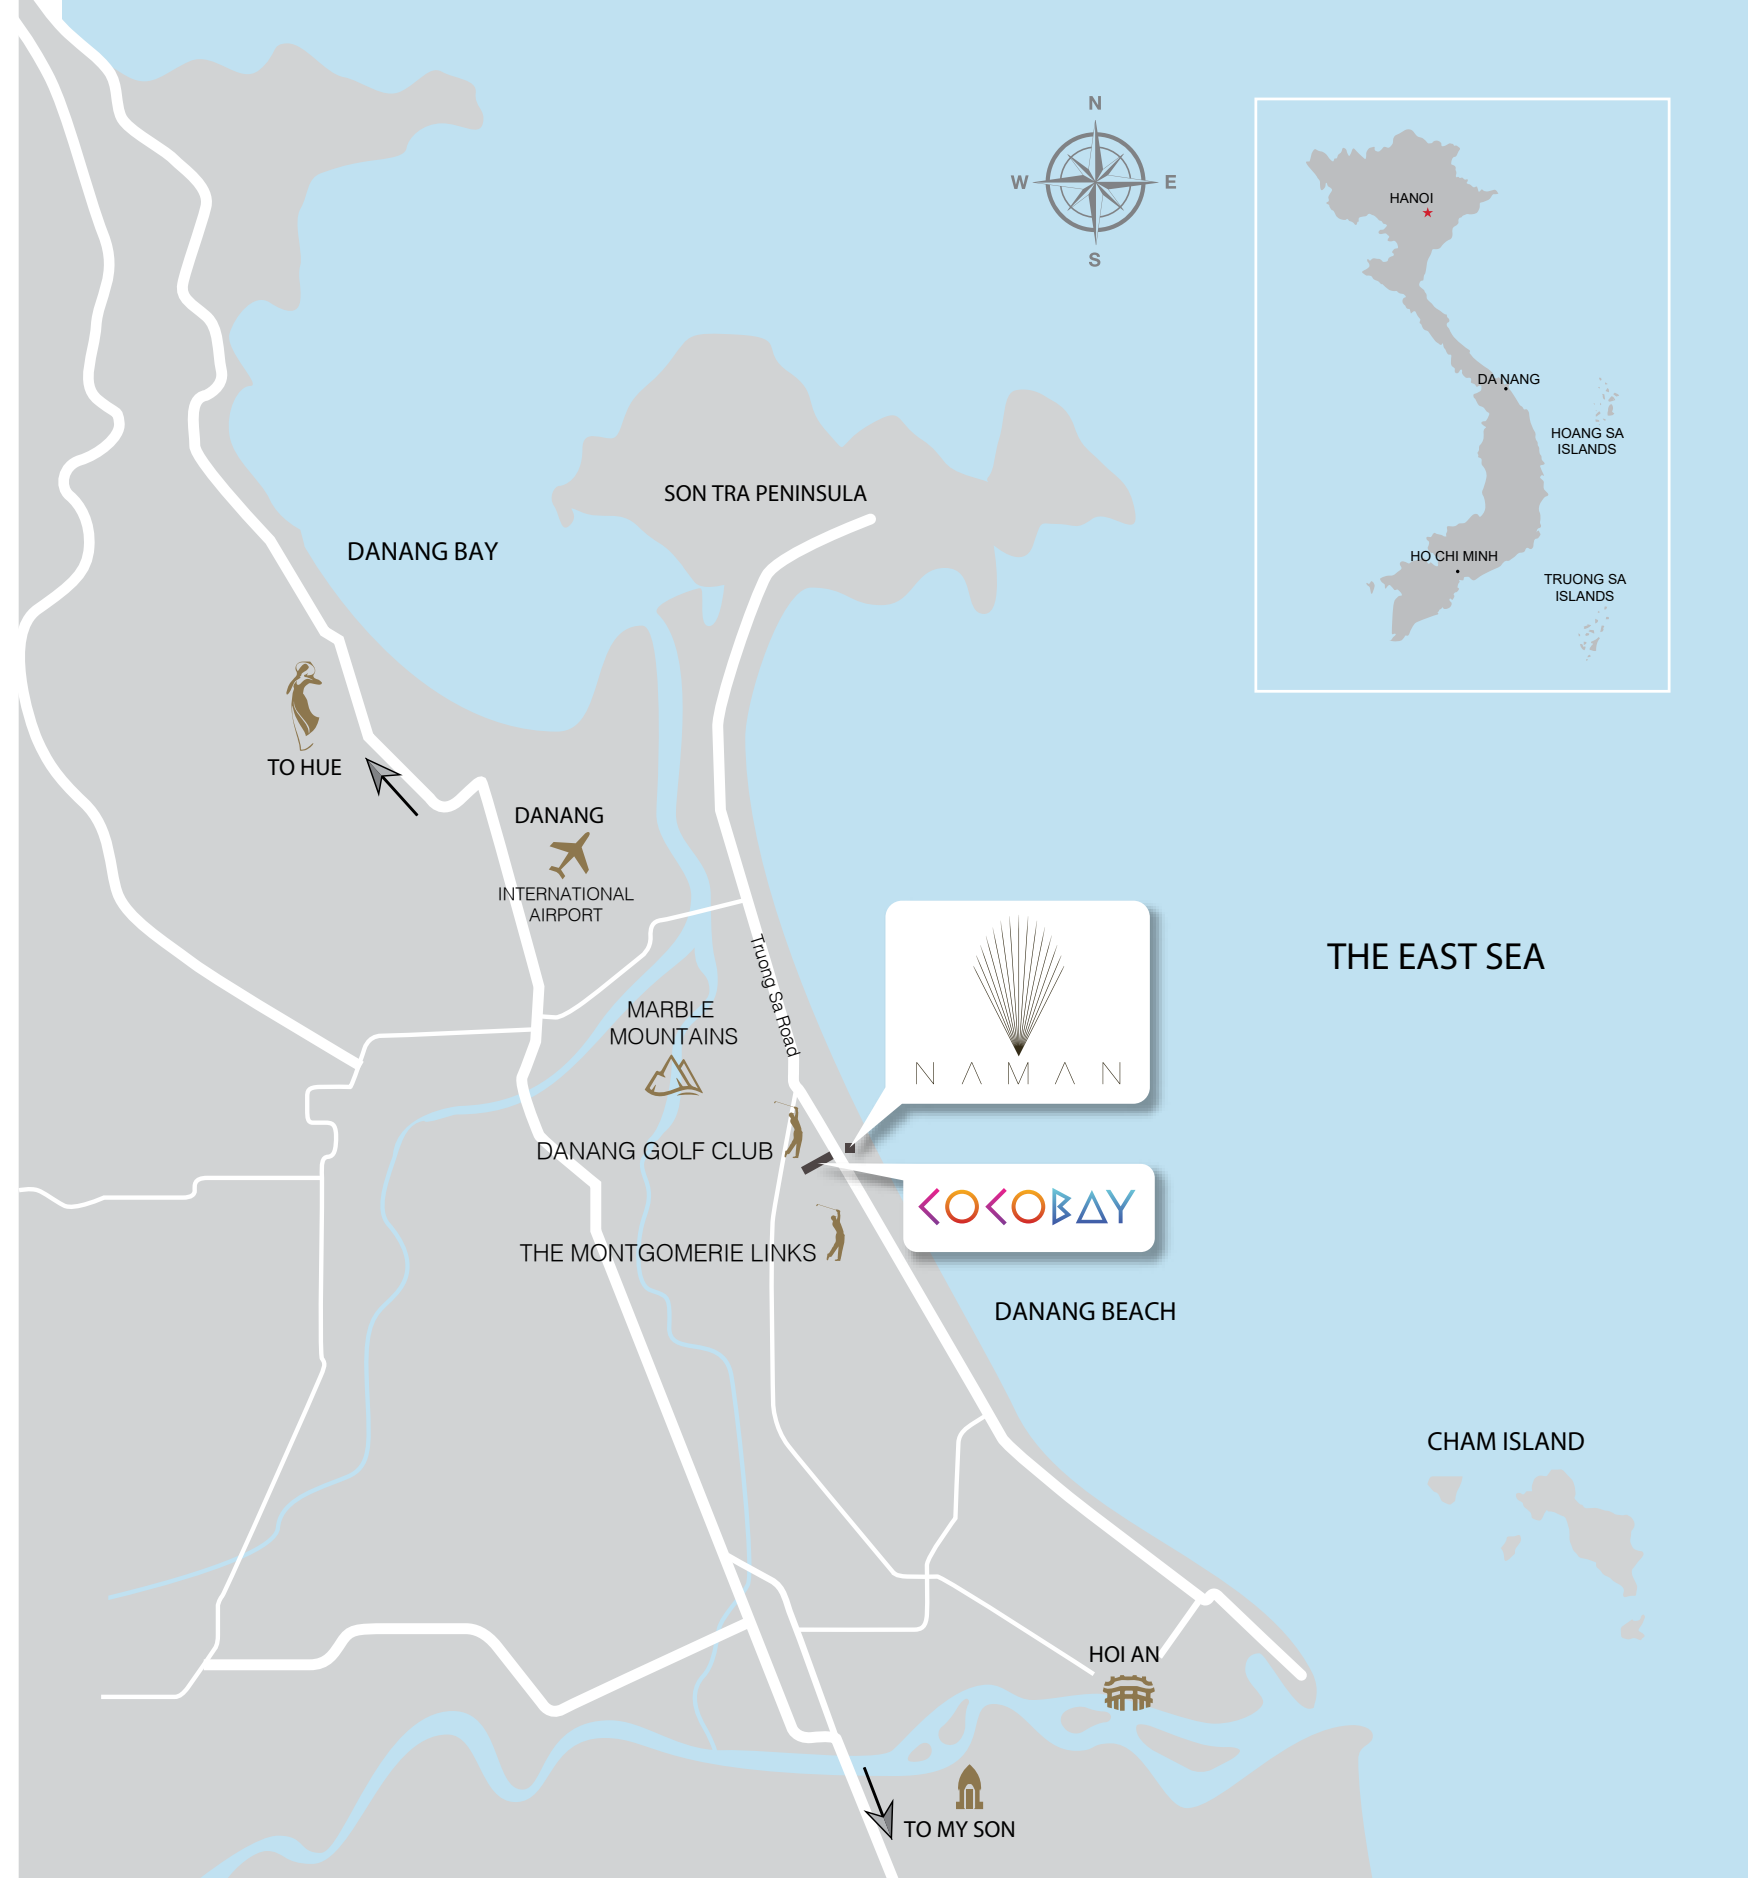 N
W
E
S
HANOI
DA NANG
HOANG SA
ISLANDS
HO CHI MINH
TRUONG SA
ISLANDS
SON TRA PENINSULA
DANANG BAY
TO HUE
DANANG
INTERNATIONAL
AIRPORT
Truong Sa Road
NAMAN
THE EAST SEA
MARBLE
MOUNTAINS
DANANG GOLF CLUB
COCOBAY
THE MONTGOMERIE LINKS
DANANG BEACH
CHAM ISLAND
HOI AN
TO MY SON